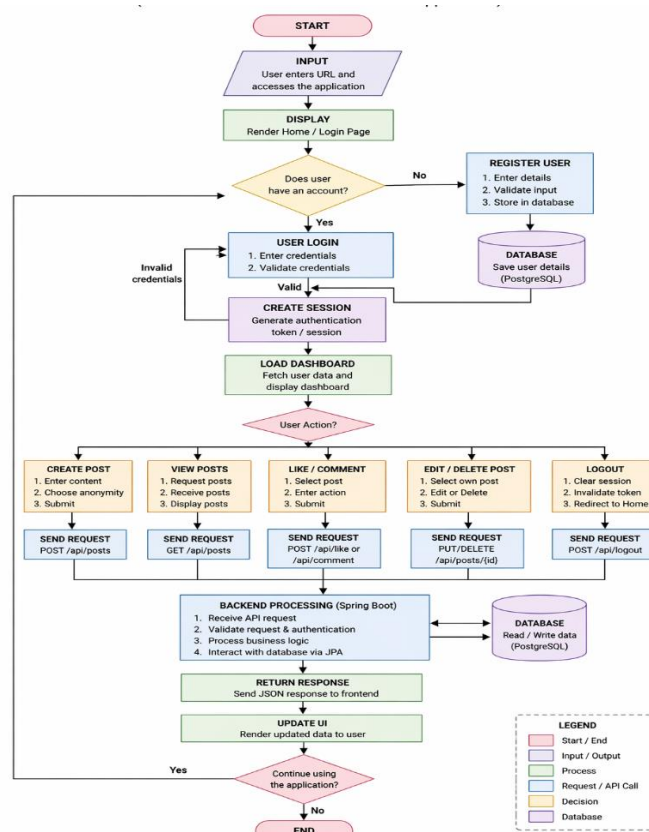 START
INPUT
User enters URL and
accesses the application
DISPLAY
Render Home / Login Page
Does user
have an account?
No
REGISTER USER
1. Enter details
2. Validate input
3. Store in database
Yes
USER LOGIN
1. Enter credentials
2. Validate credentials
DATABASE
Save user details
(PostgreSQL)
Invalid
credentials
Valid
CREATE SESSION
Generate authentication
token / session
LOAD DASHBOARD
Fetch user data and
display dashboard
User Action?
CREATE POST
1. Enter content
2. Choose anonymity
3. Submit
VIEW POSTS
1. Request posts
2. Receive posts
3. Display posts
LIKE / COMMENT
1. Select post
2. Enter action
3. Submit
EDIT / DELETE POST
1. Select own post
2. Edit or Delete
3. Submit
LOGOUT
1. Clear session
2. Invalidate token
3. Redirect to Home
SEND REQUEST
POST /api/posts
SEND REQUEST
GET /api/posts
SEND REQUEST
POST /api/like or
/api/comment
SEND REQUEST
PUT/DELETE
/api/posts/{id}
SEND REQUEST
POST /api/logout
BACKEND PROCESSING (Spring Boot)
1. Receive API request
2. Validate request & authentication
3. Process business logic
4. Interact with database via JPA
DATABASE
Read / Write data
(PostgreSQL)
RETURN RESPONSE
Send JSON response to frontend
UPDATE UI
Render updated data to user
Yes
Continue using
the application?
No
END
LEGEND
Start / End
Input / Output
Process
Request / API Call
Decision
Database